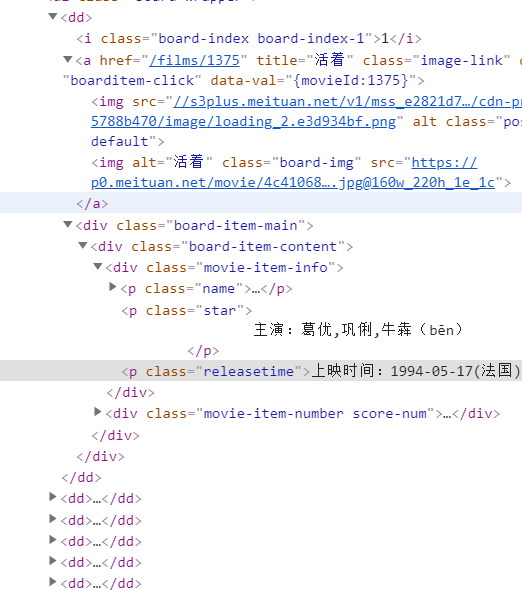 ▼<dd>
<i class="board-index board-index-1">1</i>
▼<a href="/films/1375" title="活着" class="image-link"
"boarditem-click" data-val="{movieId:1375}">
<img src="//s3plus.meituan.net/v1/mss_e2821d7…/cdn-pr
5788b470/image/loading_2.e3d934bf.png" alt class="pos
default">
<img alt="活着" class="board-img" src="https://
p0.meituan.net/movie/4c41068….jpg@160w_220h_1e_1c">
</a>
▼<div class="board-item-main">
▼<div class="board-item-content">
▼<div class="movie-item-info">
▶<p class="name">…</p>
<p class="star">
主演：葛优,巩俐,牛犇（bēn）
</p>
<p class="releasetime">上映时间：1994-05-17(法国)
</div>
▶<div class="movie-item-number score-num">…</div>
</div>
</div>
</dd>
▶<dd>…</dd>
▶<dd>…</dd>
▶<dd>…</dd>
▶<dd>…</dd>
▶<dd>…</dd>